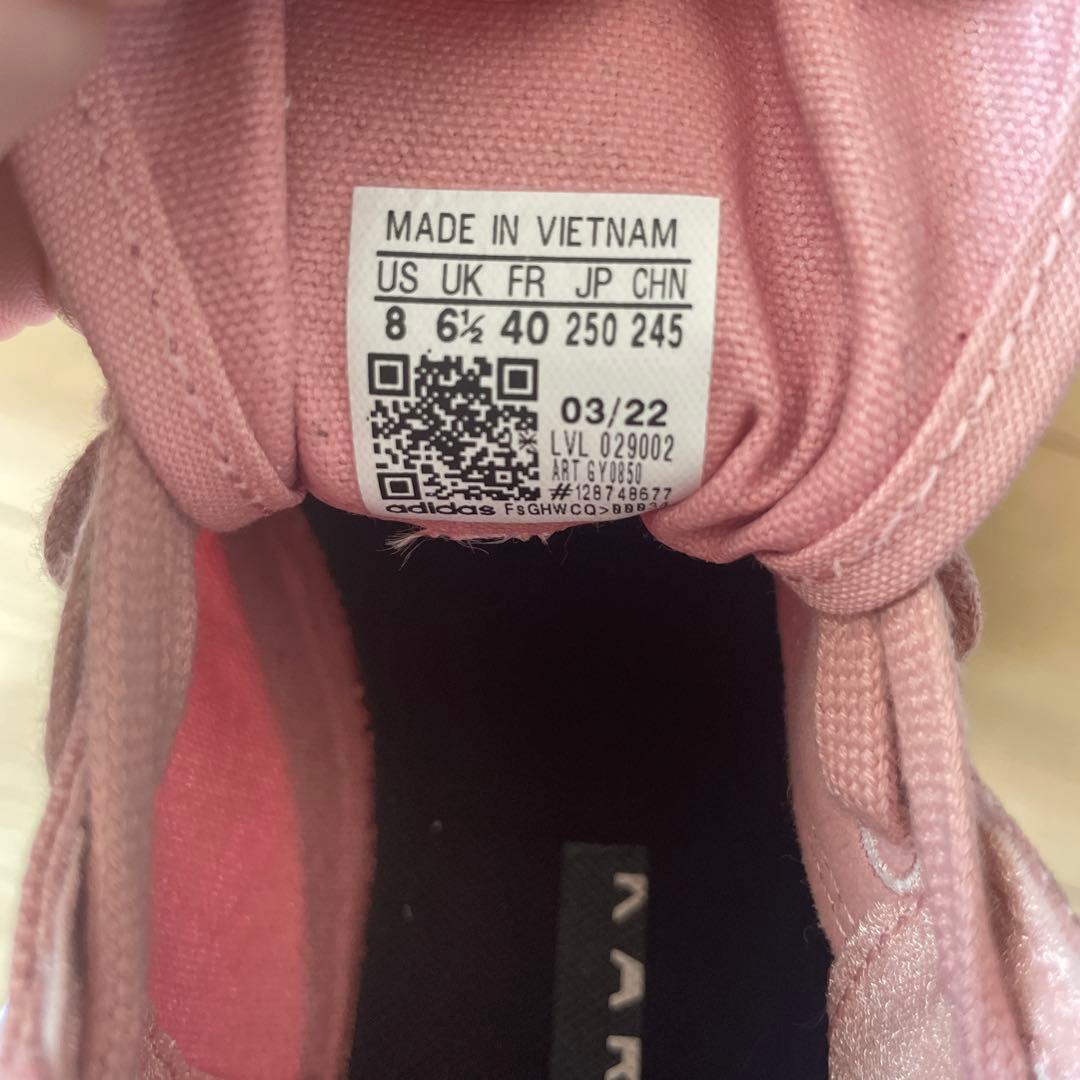 MADE IN VIETNAM
US UK FR JP CHN
8 6½ 40 250 245
03/22
LVL 029002
ART GY0850
#128748677
adidas
KAR